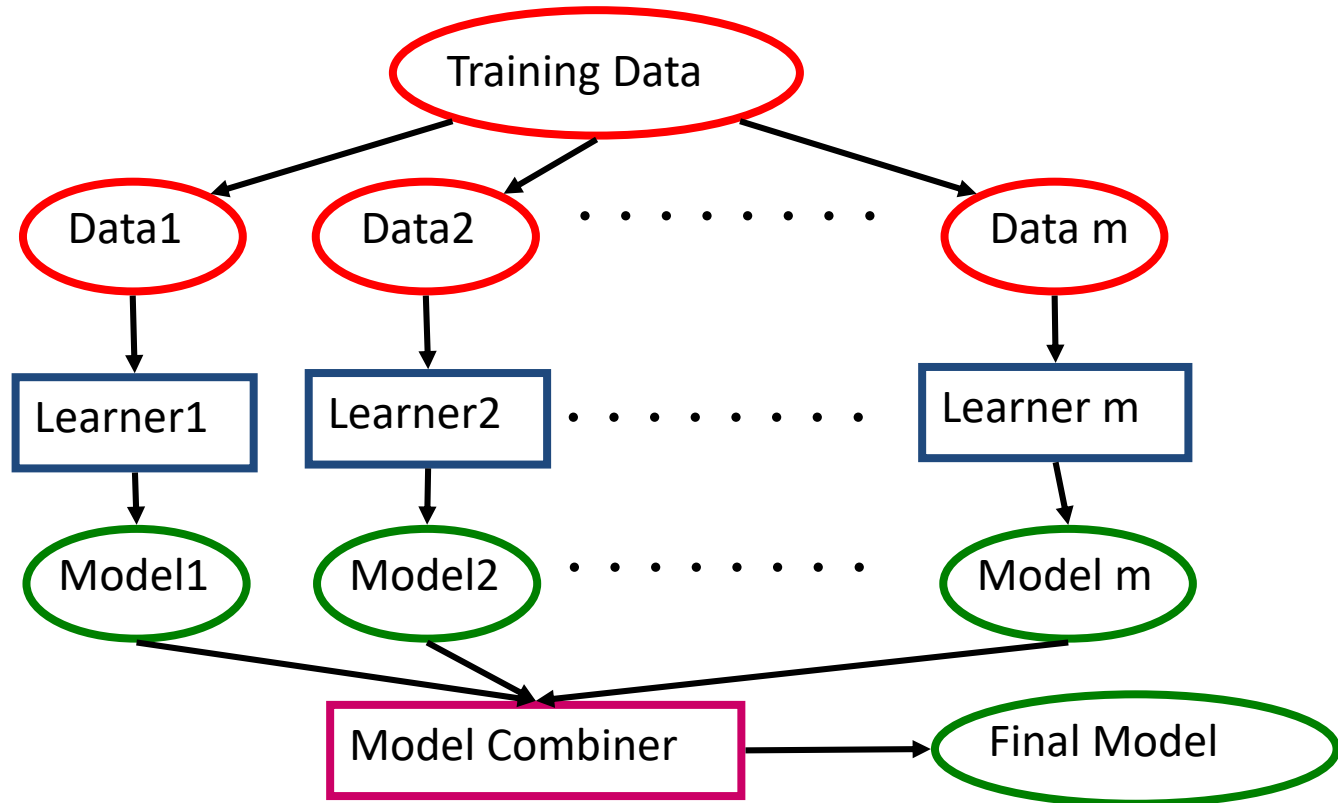 Training Data
Data1
Data2
Data m
Learner1
Learner2
Learner m
Model1
Model2
Model m
Model Combiner
Final Model